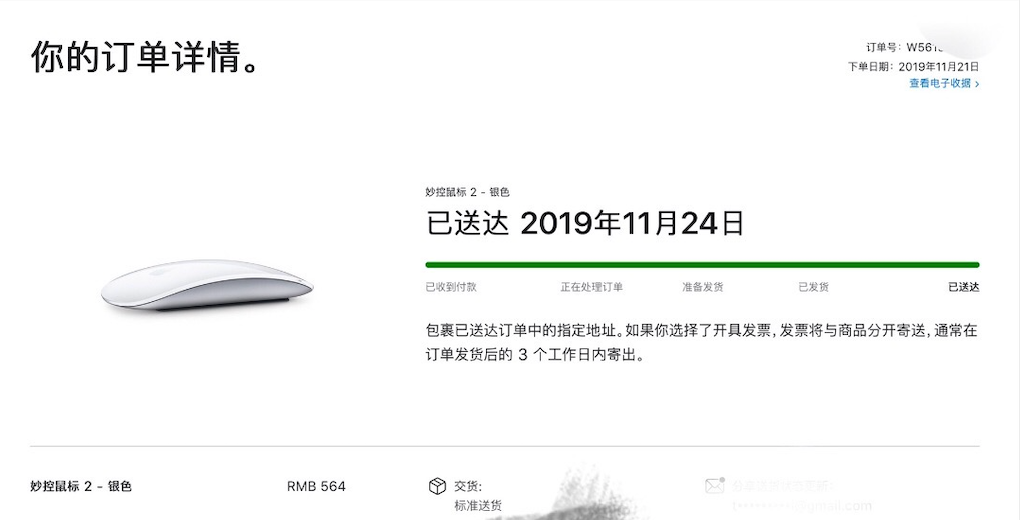 你的订单详情。
订单号: W561
下单日期: 2019年11月21日
查看电子收据 ›
妙控鼠标 2 - 银色
已送达 2019年11月24日
已收到付款
正在处理订单
准备发货
已发货
已送达
包裹已送达订单中的指定地址。如果你选择了开具发票, 发票将与商品分开寄送, 通常在
订单发货后的 3 个工作日内寄出。
妙控鼠标 2 - 银色
RMB 564
交货:
标准送货
@gmail.com